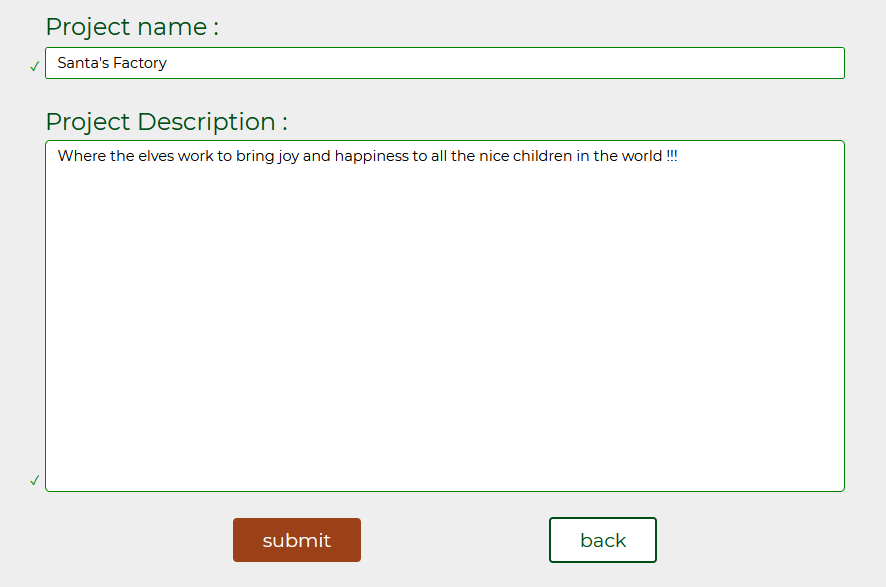 Project name :
✓ Santa's Factory
Project Description :
Where the elves work to bring joy and happiness to all the nice children in the world !!!
✓
submit back